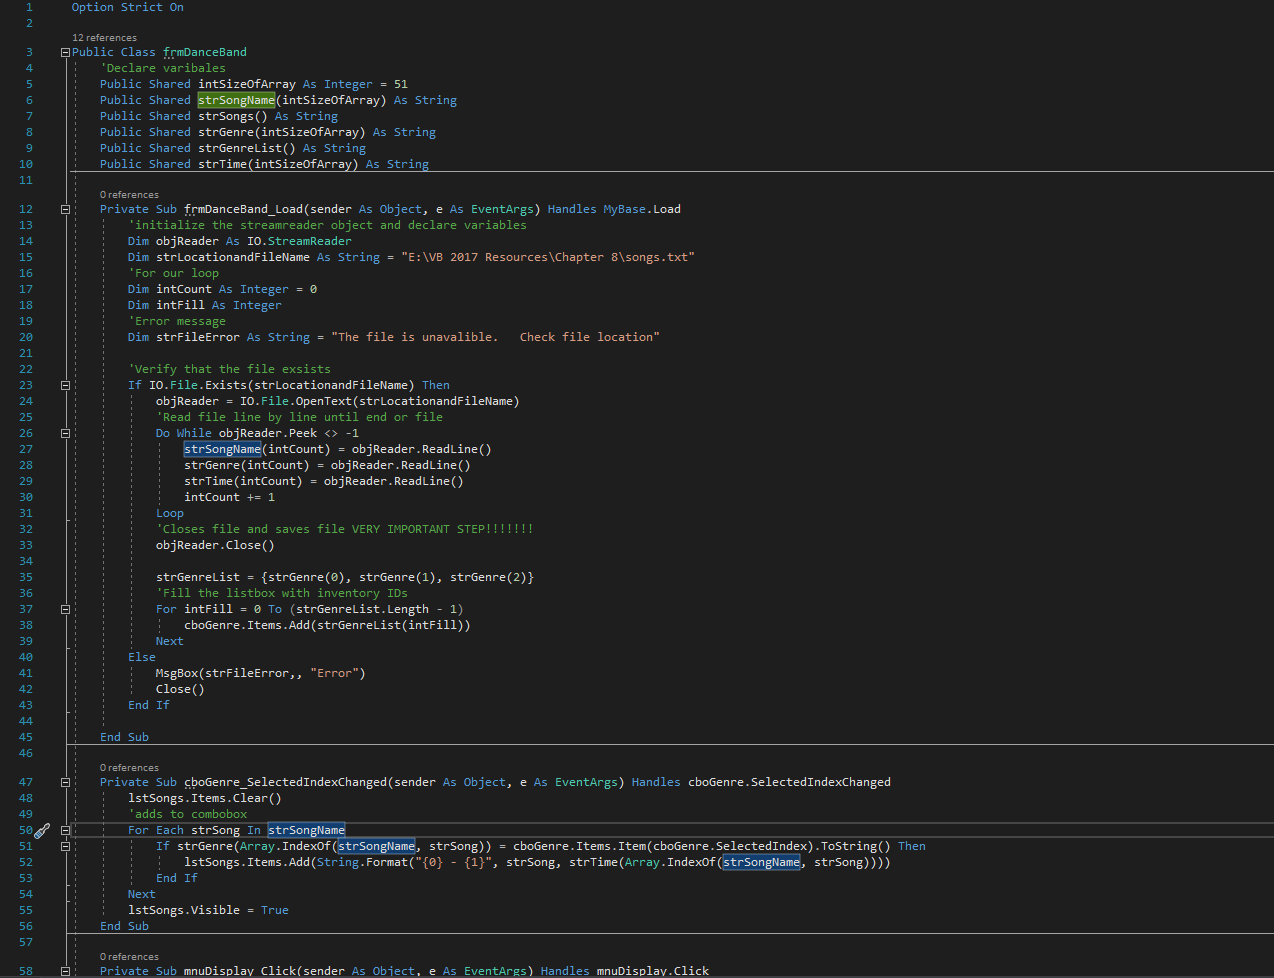 1 Option Strict On
2
12 references
3 Public Class frmDanceBand
4 'Declare varibales
5 Public Shared intSizeOfArray As Integer = 51
6 Public Shared strSongName(intSizeOfArray) As String
7 Public Shared strSongs() As String
8 Public Shared strGenre(intSizeOfArray) As String
9 Public Shared strGenreList() As String
10 Public Shared strTime(intSizeOfArray) As String
11
0 references
12 Private Sub frmDanceBand_Load(sender As Object, e As EventArgs) Handles MyBase.Load
13 'initialize the streamreader object and declare variables
14 Dim objReader As IO.StreamReader
15 Dim strLocationandFileName As String = "E:\VB 2017 Resources\Chapter 8\songs.txt"
16 'For our loop
17 Dim intCount As Integer = 0
18 Dim intFill As Integer
19 'Error message
20 Dim strFileError As String = "The file is unavalible.   Check file location"
21
22 'Verify that the file exsists
23 If IO.File.Exists(strLocationandFileName) Then
24 objReader = IO.File.OpenText(strLocationandFileName)
25 'Read file line by line until end or file
26 Do While objReader.Peek <> -1
27 strSongName(intCount) = objReader.ReadLine()
28 strGenre(intCount) = objReader.ReadLine()
29 strTime(intCount) = objReader.ReadLine()
30 intCount += 1
31 Loop
32 'Closes file and saves file VERY IMPORTANT STEP!!!!!!!
33 objReader.Close()
34
35 strGenreList = {strGenre(0), strGenre(1), strGenre(2)}
36 'Fill the listbox with inventory IDs
37 For intFill = 0 To (strGenreList.Length - 1)
38 cboGenre.Items.Add(strGenreList(intFill))
39 Next
40 Else
41 MsgBox(strFileError,, "Error")
42 Close()
43 End If
44
45 End Sub
46
0 references
47 Private Sub cboGenre_SelectedIndexChanged(sender As Object, e As EventArgs) Handles cboGenre.SelectedIndexChanged
48 lstSongs.Items.Clear()
49 'adds to combobox
50 For Each strSong In strSongName
51 If strGenre(Array.IndexOf(strSongName, strSong)) = cboGenre.Items.Item(cboGenre.SelectedIndex).ToString() Then
52 lstSongs.Items.Add(String.Format("{0} - {1}", strSong, strTime(Array.IndexOf(strSongName, strSong))))
53 End If
54 Next
55 lstSongs.Visible = True
56 End Sub
57
0 references
58 Private Sub mnuDisplay_Click(sender As Object, e As EventArgs) Handles mnuDisplay.Click